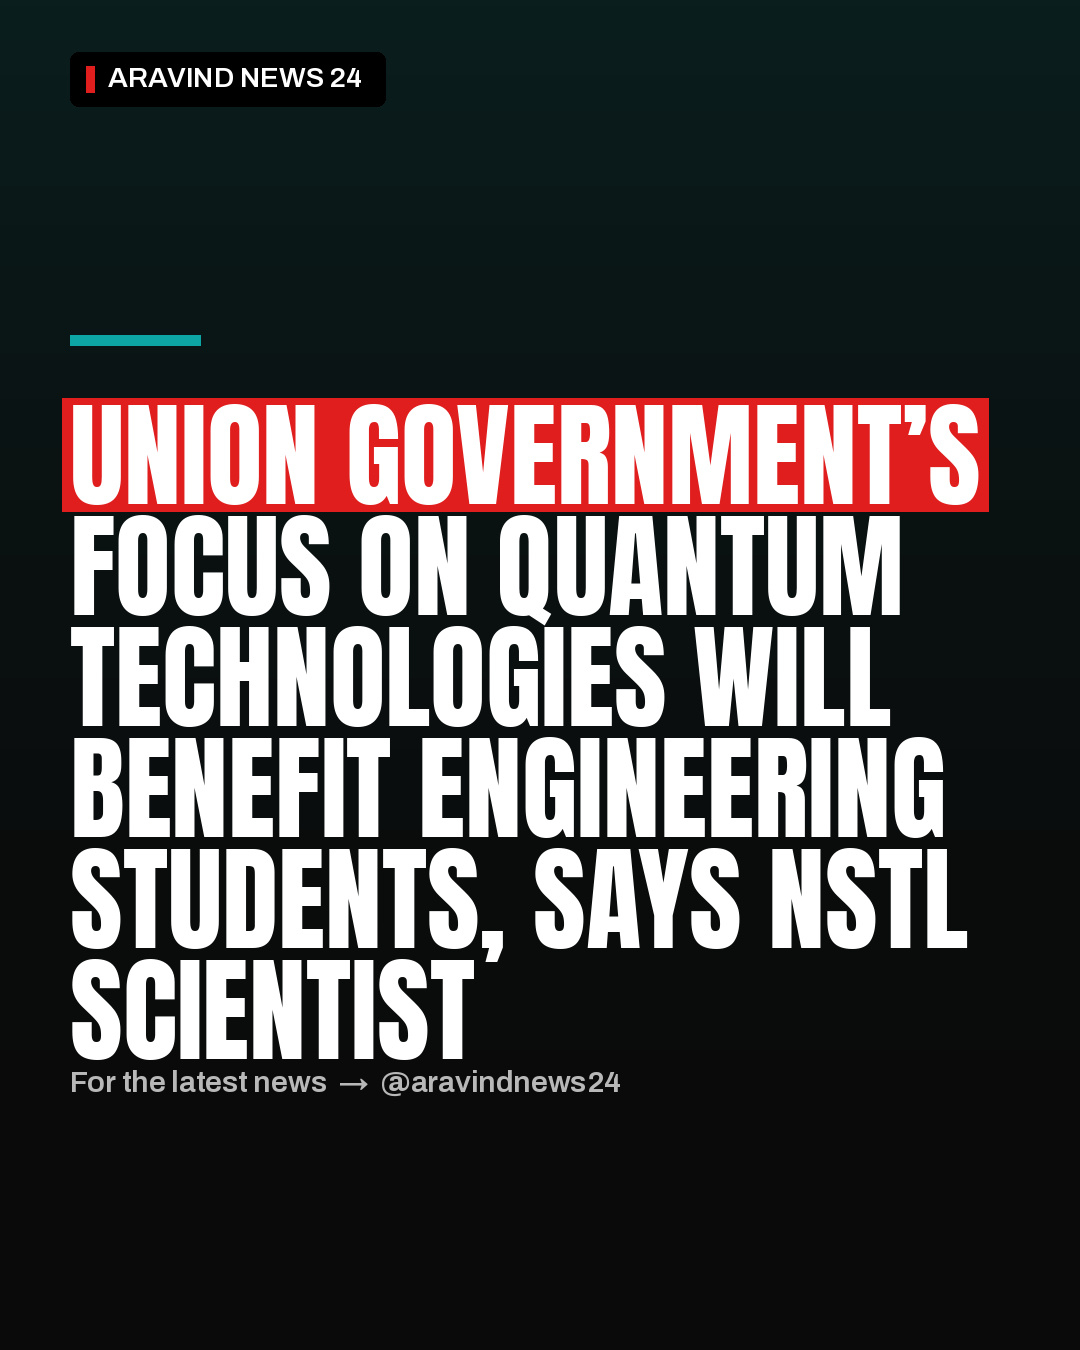 ARAVIND NEWS 24
UNION GOVERNMENT’S
FOCUS ON QUANTUM
TECHNOLOGIES WILL
BENEFIT ENGINEERING
STUDENTS, SAYS NSTL
SCIENTIST
For the latest news → @aravindnews24